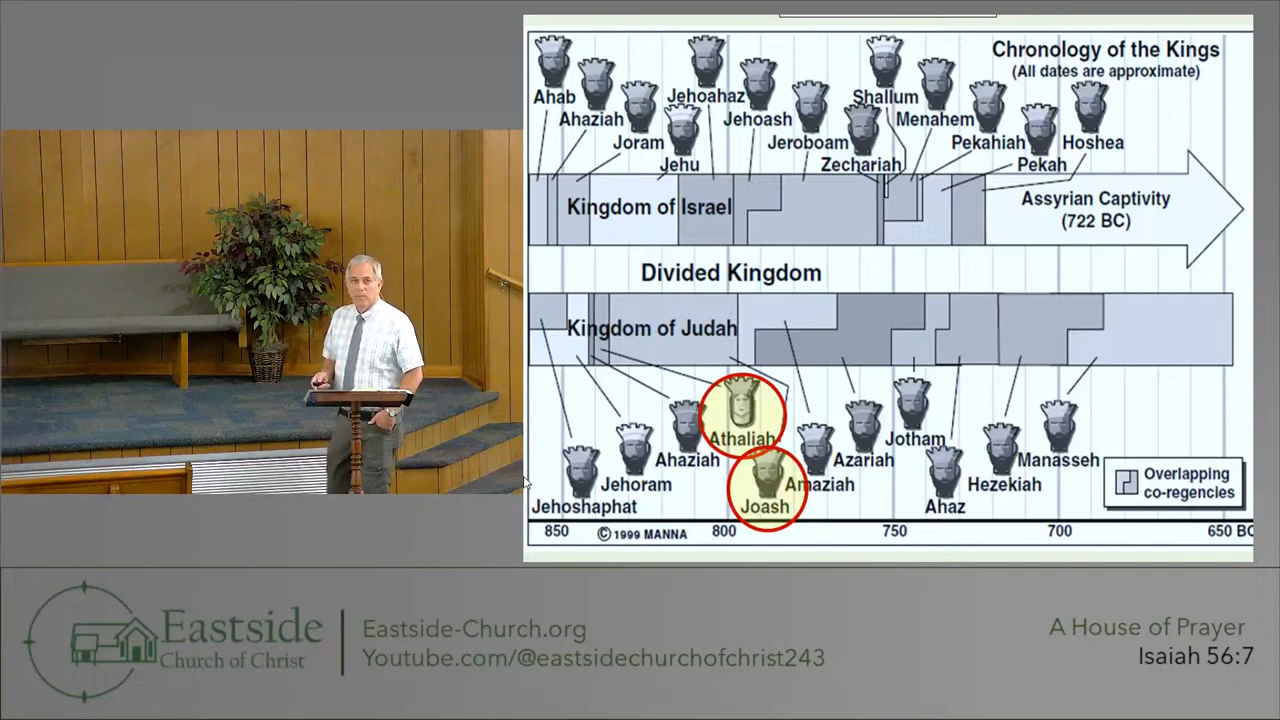 Chronology of the Kings
(All dates are approximate)
Ahab
Ahaziah
Joram
Jehu
Jehoahaz
Jehoash
Jeroboam
Zechariah
Shallum
Menahem
Pekahiah
Pekah
Hoshea
Kingdom of Israel
Assyrian Captivity
(722 BC)
Divided Kingdom
Kingdom of Judah
Athaliah
Ahaziah
Jehoram
Jehoshaphat
Joash
Amaziah
Azariah
Jotham
Ahaz
Hezekiah
Manasseh
Overlapping
co-regencies
850
© 1999 MANNA
800
750
700
650 BC
Eastside
Church of Christ
Eastside-Church.org
Youtube.com/@eastsidechurchofchrist243
A House of Prayer
Isaiah 56:7